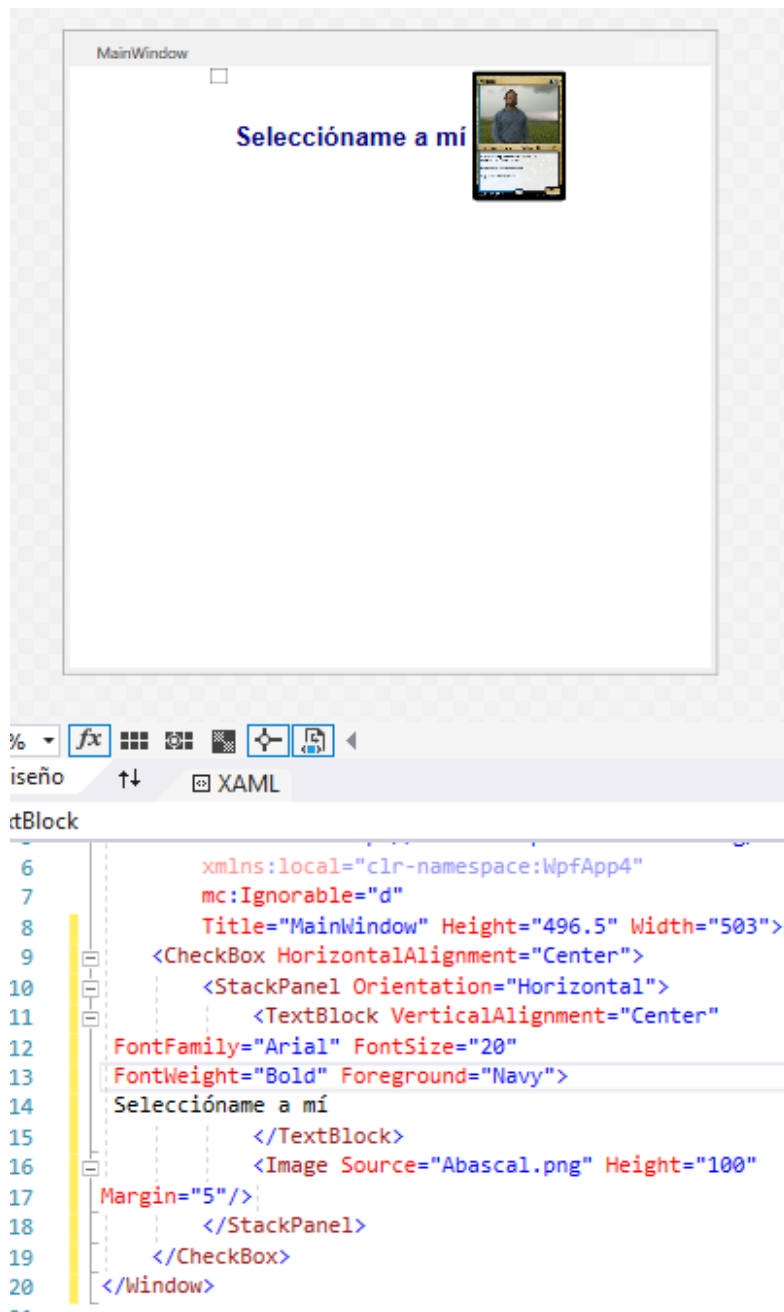 MainWindow
Selecciόname a mí
%
fx
iseño
XAML
xtBlock
6 xmlns:local="clr-namespace:WpfApp4"
7 mc:Ignorable="d"
8 Title="MainWindow" Height="496.5" Width="503">
9 <CheckBox HorizontalAlignment="Center">
10 <StackPanel Orientation="Horizontal">
11 <TextBlock VerticalAlignment="Center"
12 FontFamily="Arial" FontSize="20"
13 FontWeight="Bold" Foreground="Navy">
14 Selecciόname a mí
15 </TextBlock>
16 <Image Source="Abascal.png" Height="100"
17 Margin="5"/>
18 </StackPanel>
19 </CheckBox>
20 </Window>